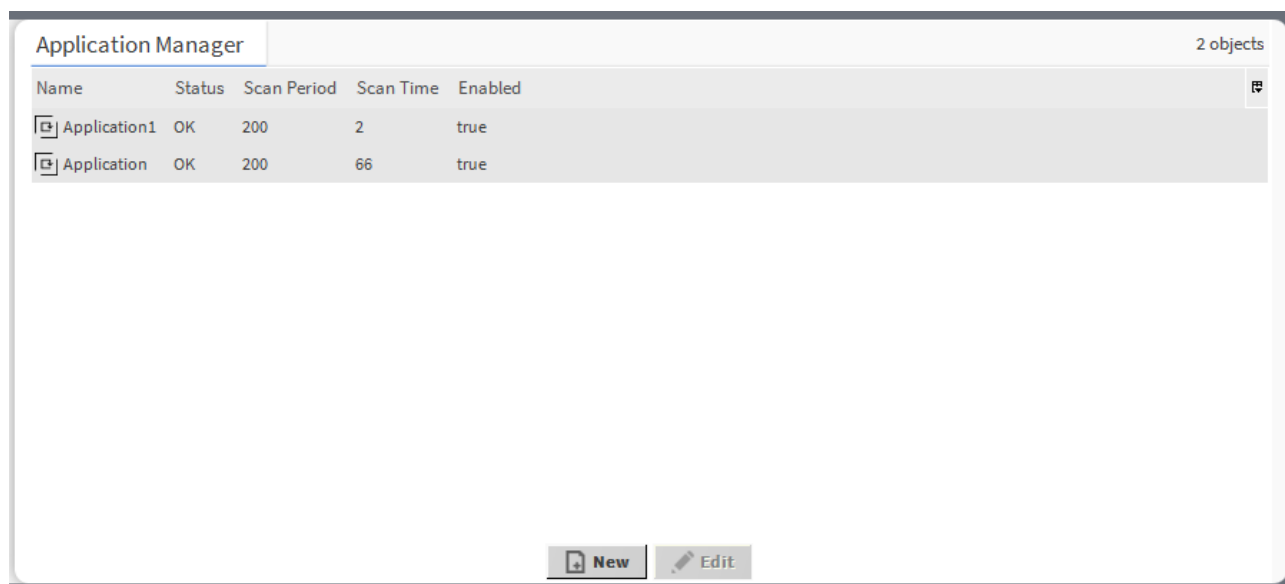 Application Manager 2 objects
Name Status Scan Period Scan Time Enabled
Application1 OK 200 2 true
Application OK 200 66 true
New Edit